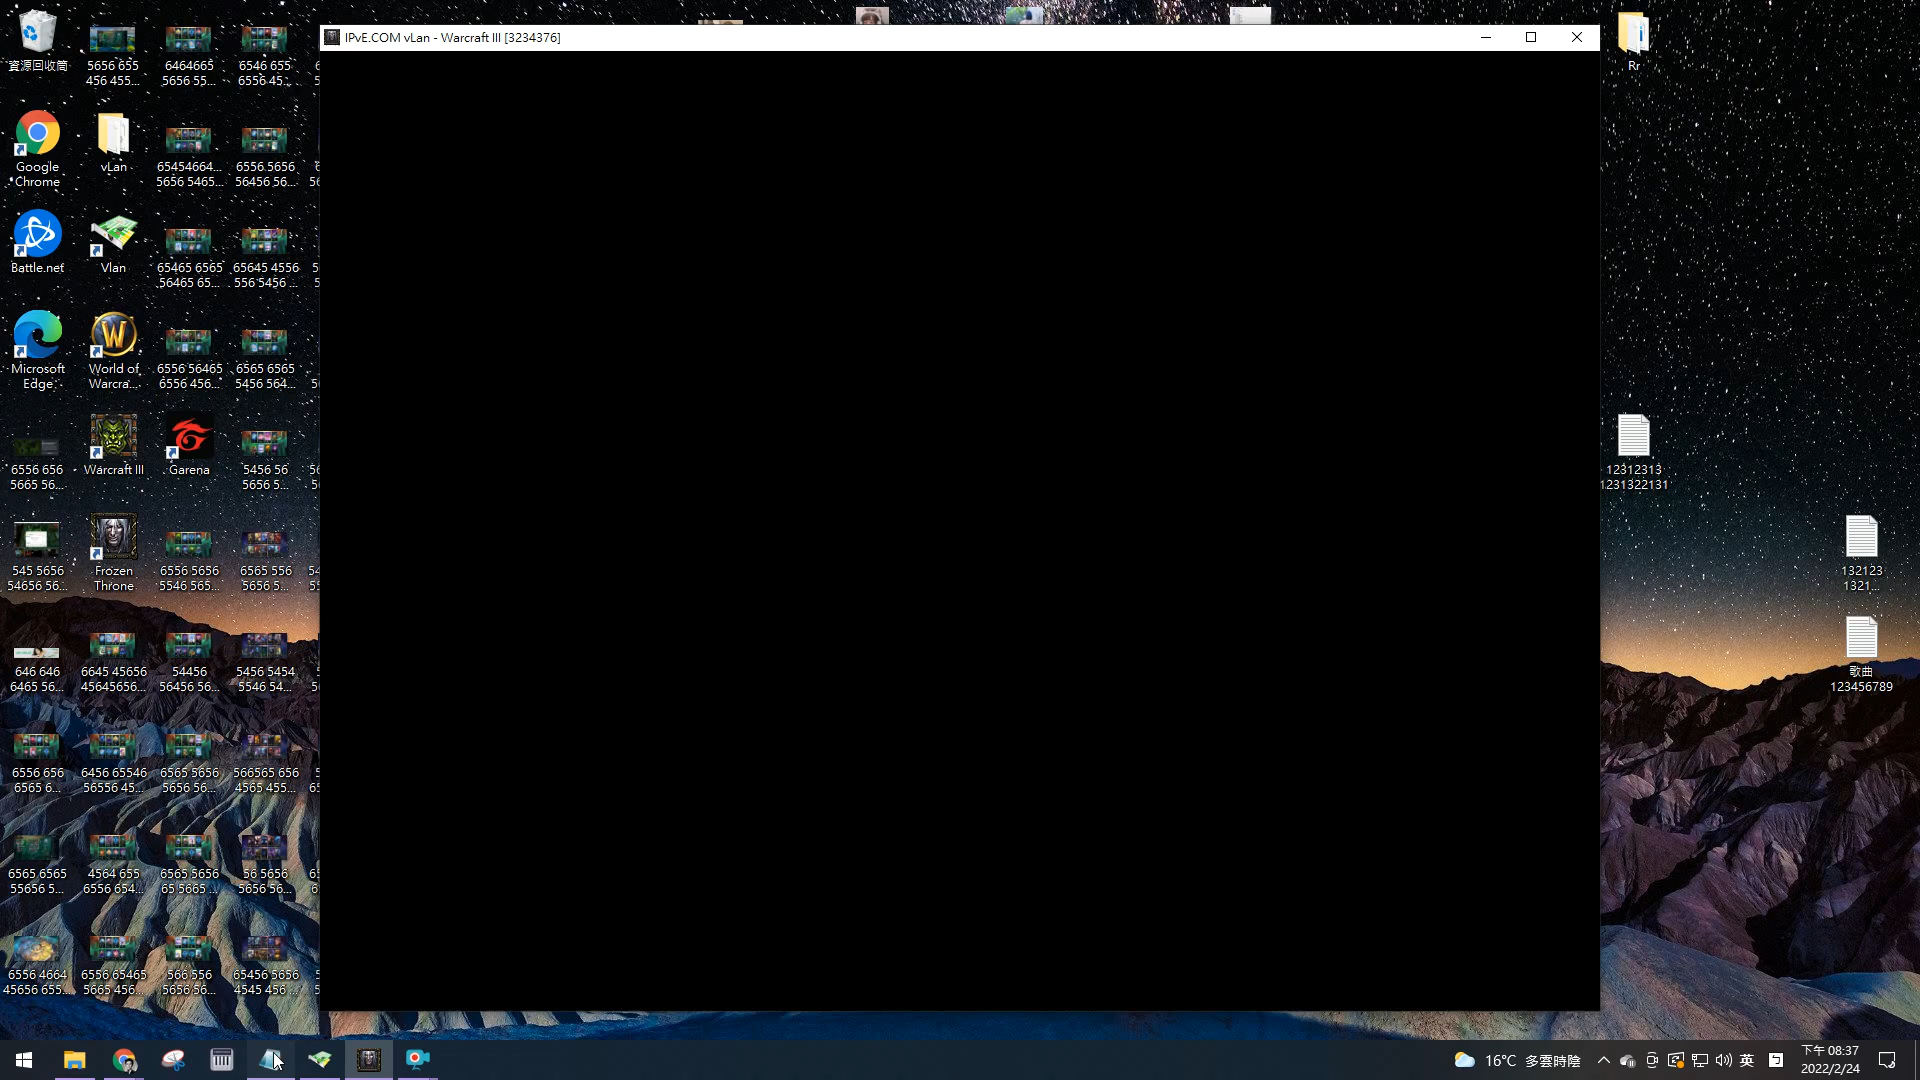 IPvE.COM vLan - Warcraft III [3234376]
資源回收筒
5656 655
456 455...
6464665
5656 55...
6546 655
6556 45...
Rr
Google
Chrome
vLan
65454664...
5656 5465...
6556 5656
56456 56...
Battle.net
Vlan
65465 6565
56465 65...
65645 4556
556 5456 ...
Microsoft
Edge
World of
Warcra...
6556 56465
6556 456...
6565 6565
5456 564...
6556 656
5665 56...
Warcraft III
Garena
5456 56
5656 5...
12312313
1231322131
545 5656
54656 56...
Frozen
Throne
6556 5656
5546 565...
6565 556
5656 5...
132123
1321...
646 646
6465 56...
6645 45656
45645656...
54456
56456 56...
5456 5454
5546 54...
歌曲
123456789
6556 656
6565 6...
6456 65546
56556 45...
6565 5656
5656 56...
566565 656
4565 455...
6565 6565
55656 5...
4564 655
6556 654...
6565 5656
65 5665 ...
56 5656
5656 56...
6556 4664
45656 655...
6556 65465
5665 456...
566 556
5656 56...
65456 5656
4545 456 ...
16°C 多雲時陰
英
下午 08:37
2022/2/24